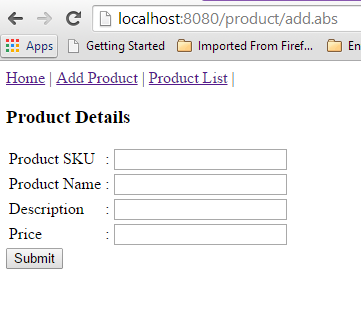 localhost:8080/product/add.abs
Apps Getting Started Imported From Firef... En
Home | Add Product | Product List |
Product Details
Product SKU :
Product Name :
Description :
Price :
Submit